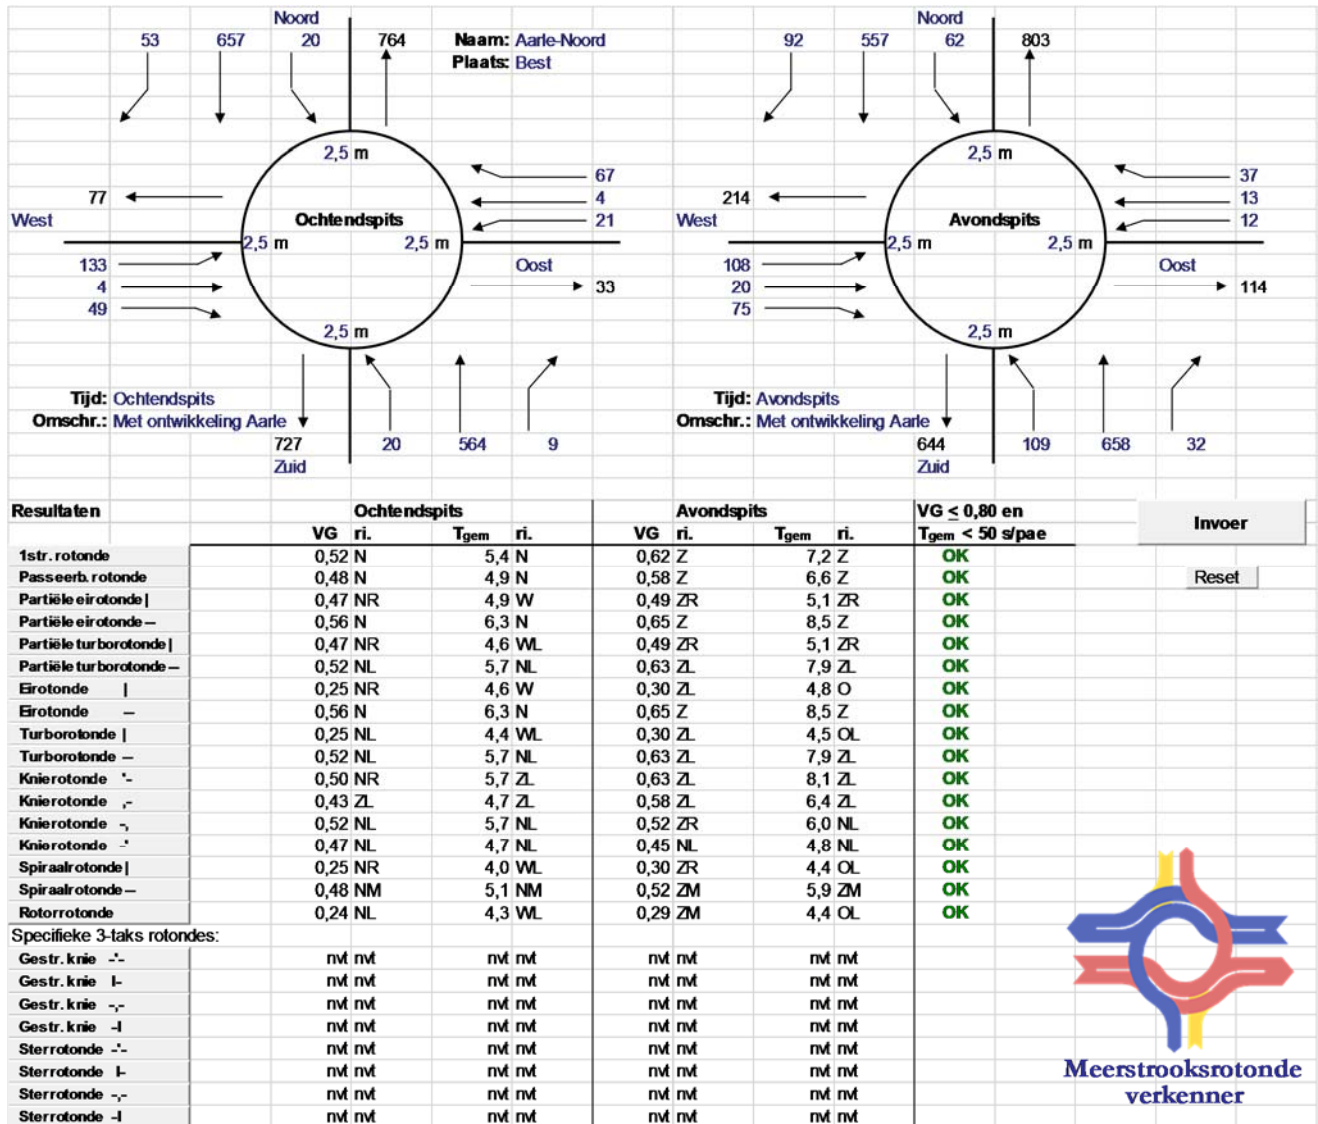 Noord Noord
53 657 20 764 Naam: Aarle-Noord 92 557 62 803
Plaats: Best
2,5 m 2,5 m
67 37
77 4 214 13
West Ochtendspits 21 West Avondspits 12
2,5 m 2,5 m 2,5 m 2,5 m
133 Oost 108 Oost
4 33 20 114
49 75
2,5 m 2,5 m
Tijd: Ochtendspits Tijd: Avondspits
Omschr.: Met ontwikkeling Aarle Omschr.: Met ontwikkeling Aarle
727 20 564 9 644 109 658 32
Zuid Zuid
Resultaten Ochtendspits Avondspits VG ≤ 0,80 en
VG ri. Tgem ri. VG ri. Tgem ri. Tgem < 50 s/pae
Invoer
1str. rotonde 0,52 N 5,4 N 0,62 Z 7,2 Z OK
Passeerb. rotonde 0,48 N 4,9 N 0,58 Z 6,6 Z OK
Reset
Partiële eirotonde | 0,47 NR 4,9 W 0,49 ZR 5,1 ZR OK
Partiële eirotonde – 0,56 N 6,3 N 0,65 Z 8,5 Z OK
Partiële turborotonde | 0,47 NR 4,6 WL 0,49 ZR 5,1 ZR OK
Partiële turborotonde – 0,52 NL 5,7 NL 0,63 ZL 7,9 ZL OK
Eirotonde | 0,25 NR 4,6 W 0,30 ZL 4,8 O OK
Eirotonde – 0,56 N 6,3 N 0,65 Z 8,5 Z OK
Turborotonde | 0,25 NL 4,4 WL 0,30 ZL 4,5 OL OK
Turborotonde – 0,52 NL 5,7 NL 0,63 ZL 7,9 ZL OK
Knierotonde '- 0,50 NR 5,7 ZL 0,63 ZL 8,1 ZL OK
Knierotonde ,- 0,43 ZL 4,7 ZL 0,58 ZL 6,4 ZL OK
Knierotonde -, 0,52 NL 5,7 NL 0,52 ZR 6,0 NL OK
Knierotonde -' 0,47 NL 4,7 NL 0,45 NL 4,8 NL OK
Spiraalrotonde | 0,25 NR 4,0 WL 0,30 ZR 4,4 OL OK
Spiraalrotonde – 0,48 NM 5,1 NM 0,52 ZM 5,9 ZM OK
Rotorrotonde 0,24 NL 4,3 WL 0,29 ZM 4,4 OL OK
Specifieke 3-taks rotondes:
Gestr. knie -'- nvt nvt nvt nvt nvt nvt nvt nvt
Gestr. knie |- nvt nvt nvt nvt nvt nvt nvt nvt
Gestr. knie -,- nvt nvt nvt nvt nvt nvt nvt nvt
Gestr. knie -| nvt nvt nvt nvt nvt nvt nvt nvt
Sterrotonde -'- nvt nvt nvt nvt nvt nvt nvt nvt
Sterrotonde |- nvt nvt nvt nvt nvt nvt nvt nvt
Sterrotonde -,- nvt nvt nvt nvt nvt nvt nvt nvt
Sterrotonde -| nvt nvt nvt nvt nvt nvt nvt nvt
Meerstrooksrotonde
verkenner